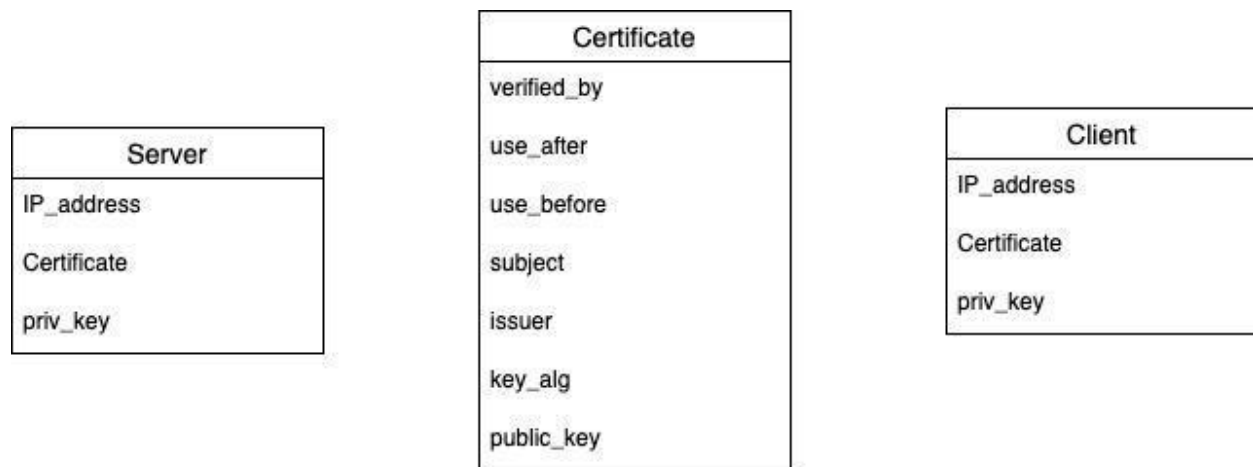 Server
IP_address
Certificate
priv_key
Certificate
verified_by
use_after
use_before
subject
issuer
key_alg
public_key
Client
IP_address
Certificate
priv_key